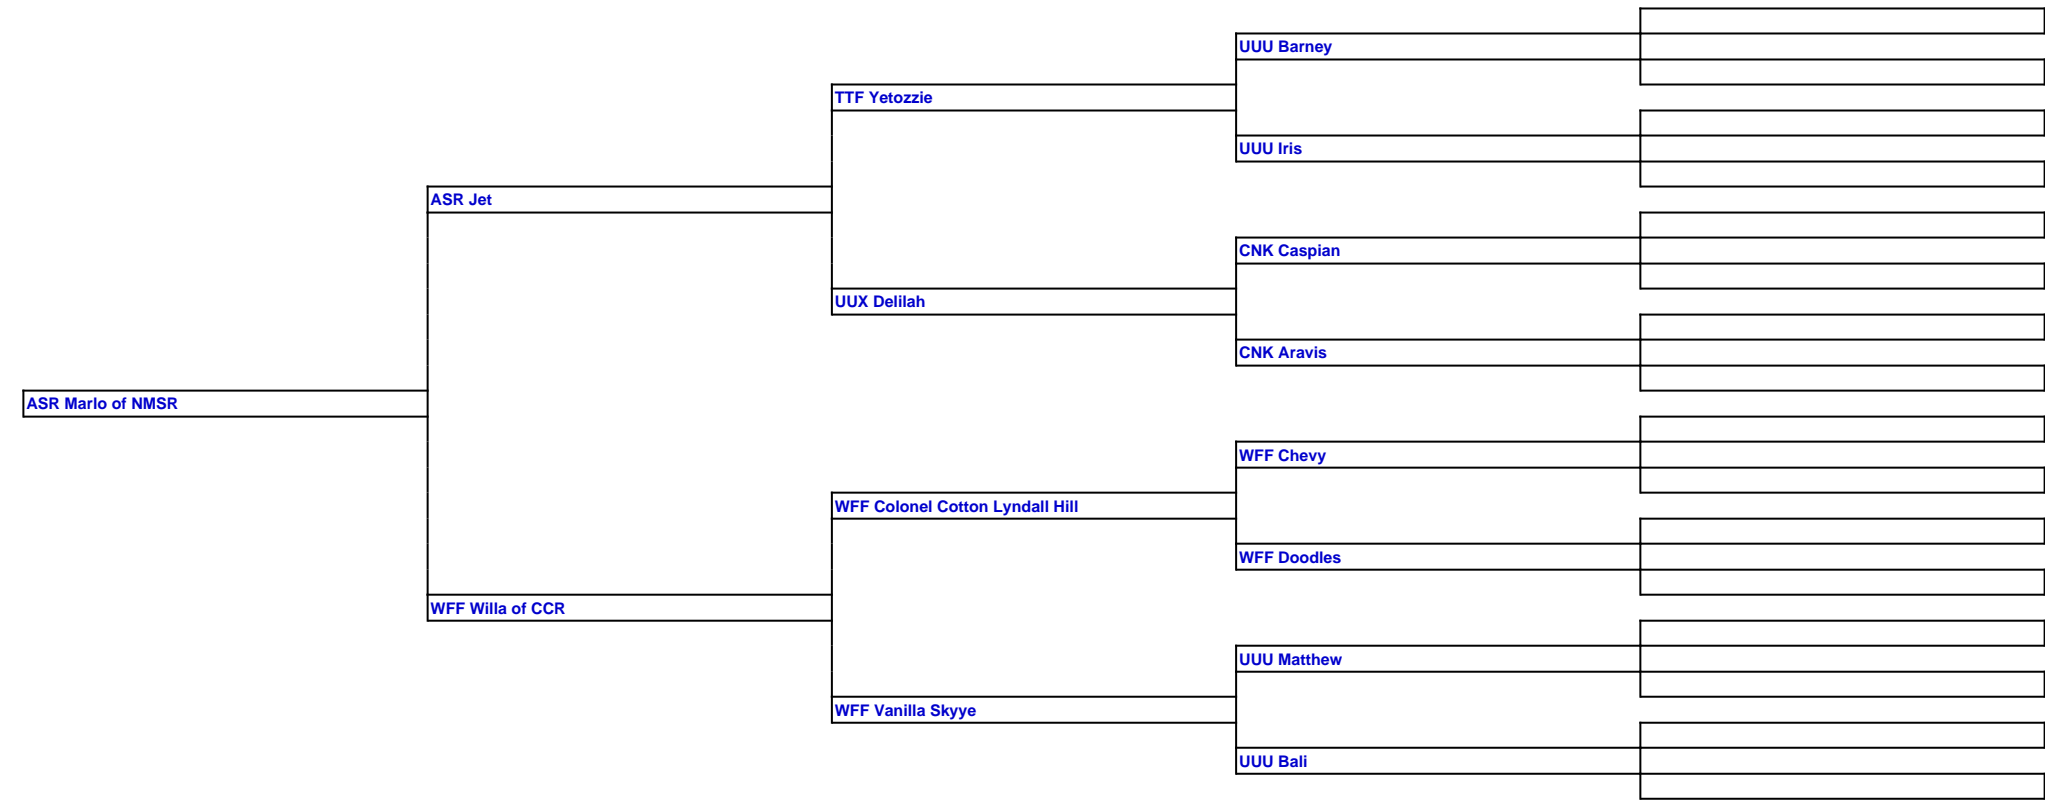 UUU Barney
TTF Yetozzie
UUU Iris
ASR Jet
CNK Caspian
UUX Delilah
CNK Aravis
ASR Marlo of NMSR
WFF Chevy
WFF Colonel Cotton Lyndall Hill
WFF Doodles
WFF Willa of CCR
UUU Matthew
WFF Vanilla Skyye
UUU Bali